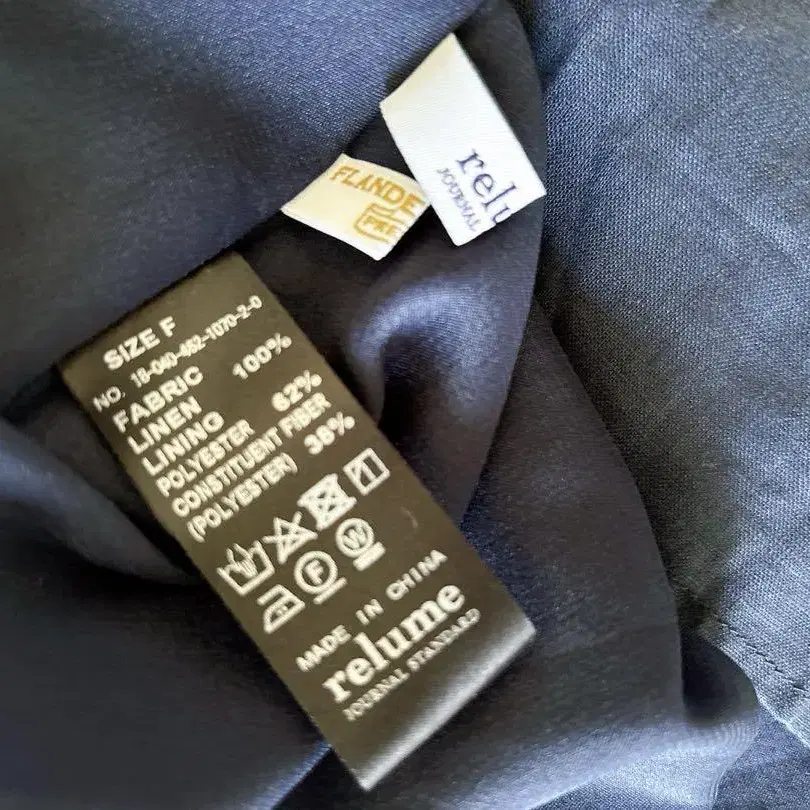 relu
JOURNAL
FLANDE
PRE
SIZE F
NO. 18-040-462-1070-2-0
FABRIC
LINEN 100%
LINING
POLYESTER 62%
CONSTITUENT FIBER
(POLYESTER) 38%
F W
MADE IN CHINA
relume
JOURNAL STANDARD